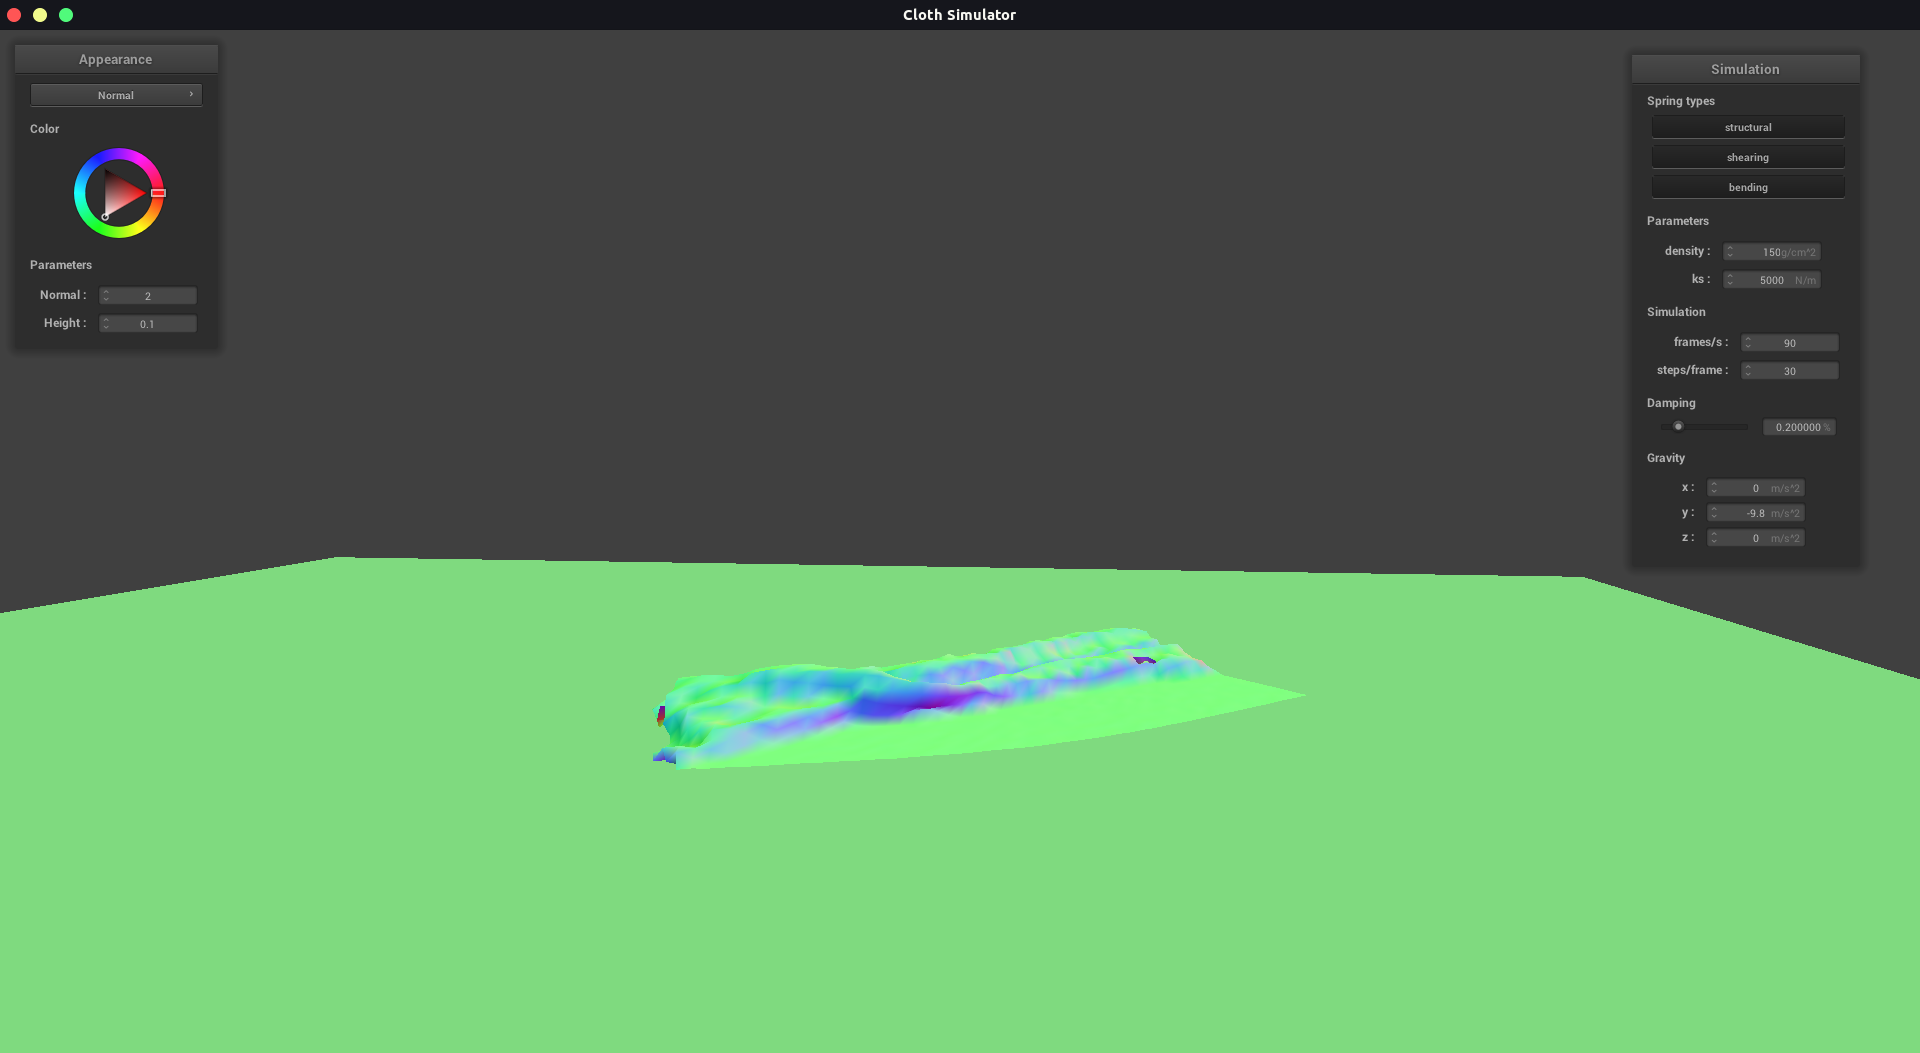 Cloth Simulator
Appearance
Normal
Color
Parameters
Normal : 2
Height : 0.1
Simulation
Spring types
structural
shearing
bending
Parameters
density : 150g/cm^2
ks : 5000 N/m
Simulation
frames/s : 90
steps/frame : 30
Damping
0.200000 %
Gravity
x : 0 m/s^2
y : -9.8 m/s^2
z : 0 m/s^2